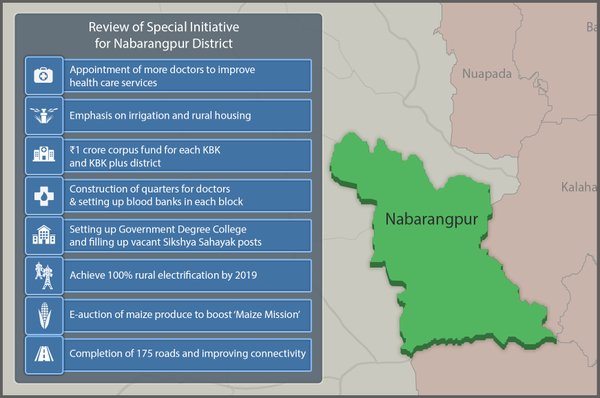 Review of Special Initiative
for Nabarangpur District
Appointment of more doctors to improve
health care services
Emphasis on irrigation and rural housing
₹1 crore corpus fund for each KBK
and KBK plus district
Construction of quarters for doctors
& setting up blood banks in each block
Setting up Government Degree College
and filling up vacant Sikshya Sahayak posts
Achieve 100% rural electrification by 2019
E-auction of maize produce to boost ‘Maize Mission’
Completion of 175 roads and improving connectivity
Nuapada
Ba
Kalaha
Nabarangpur